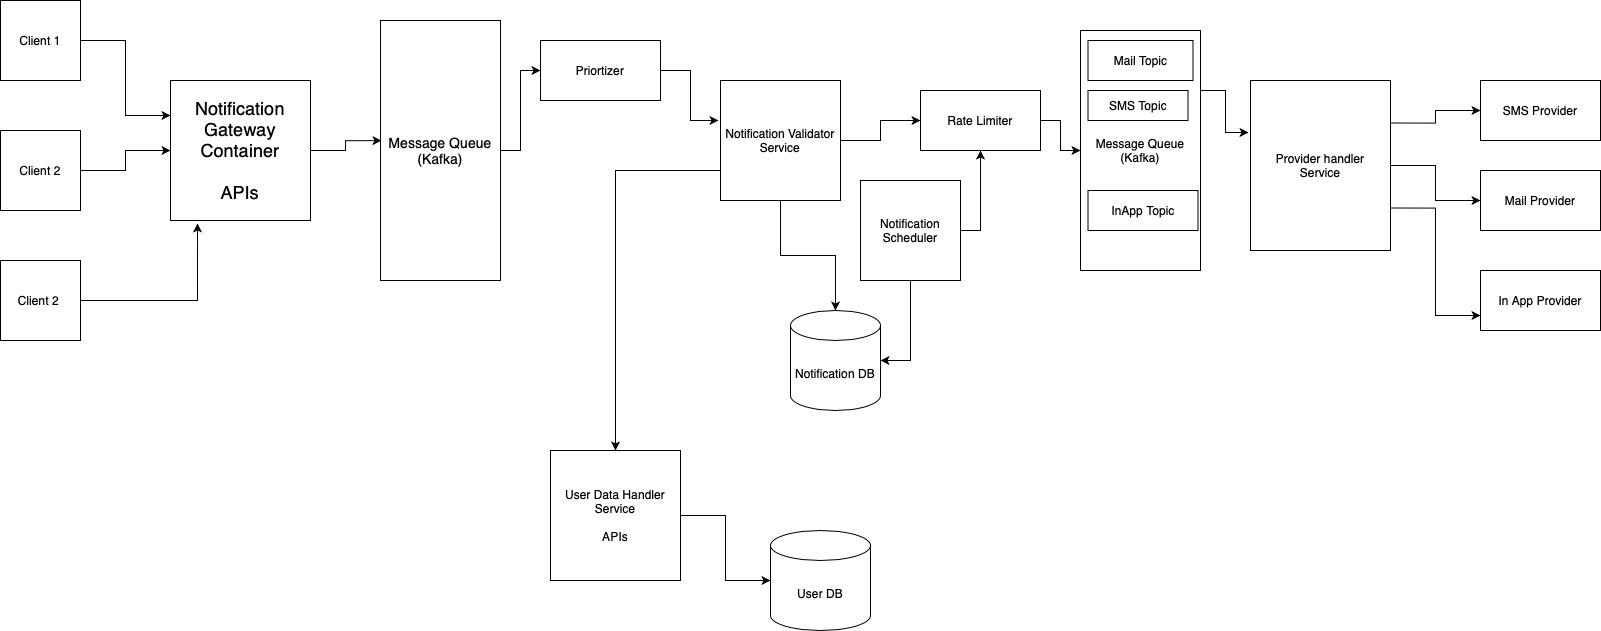 Client 1
Client 2
Client 2
Notification
Gateway
Container
APIs
Message Queue
(Kafka)
Priortizer
Notification Validator
Service
Rate Limiter
Notification
Scheduler
Notification DB
User Data Handler
Service
APIs
User DB
Mail Topic
SMS Topic
Message Queue
(Kafka)
InApp Topic
Provider handler
Service
SMS Provider
Mail Provider
In App Provider